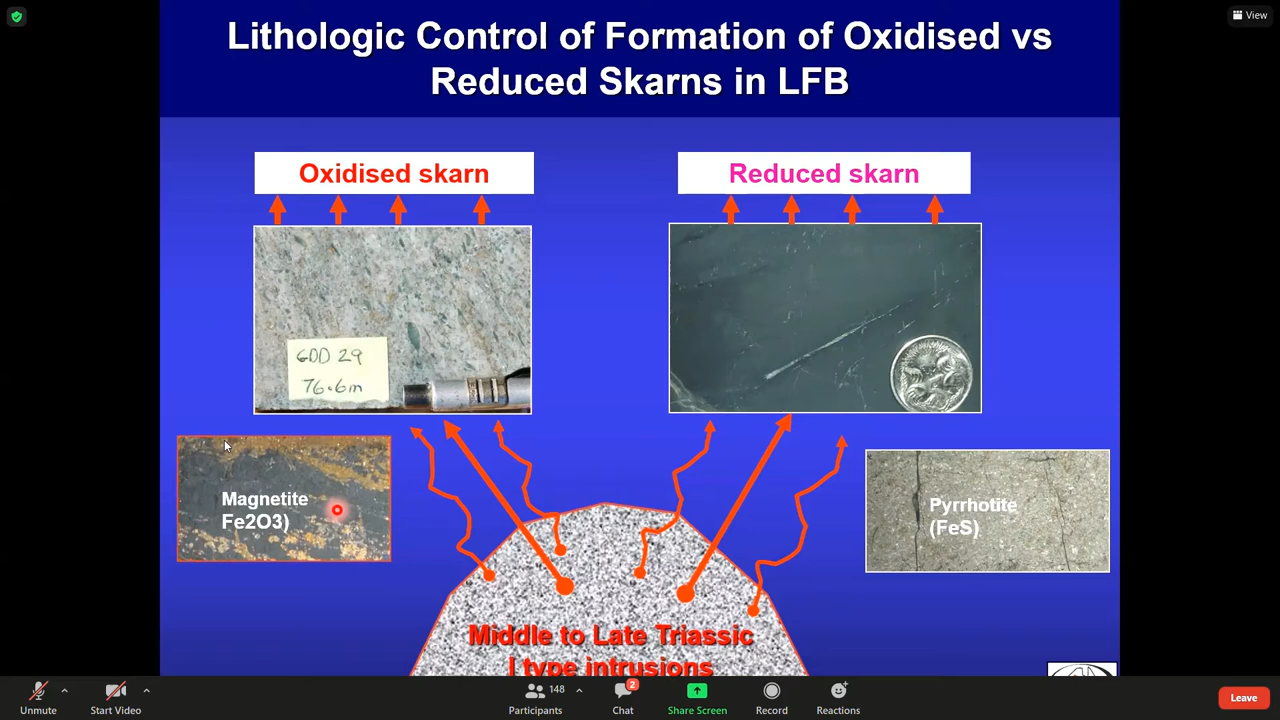 View
Lithologic Control of Formation of Oxidised vs
Reduced Skarns in LFB
Oxidised skarn
Reduced skarn
GDD 29
76.6m
Magnetite
Fe2O3)
Pyrrhotite
(FeS)
Middle to Late Triassic
I type intrusions
Unmute
Start Video
148
Participants
2
Chat
Share Screen
Record
Reactions
Leave